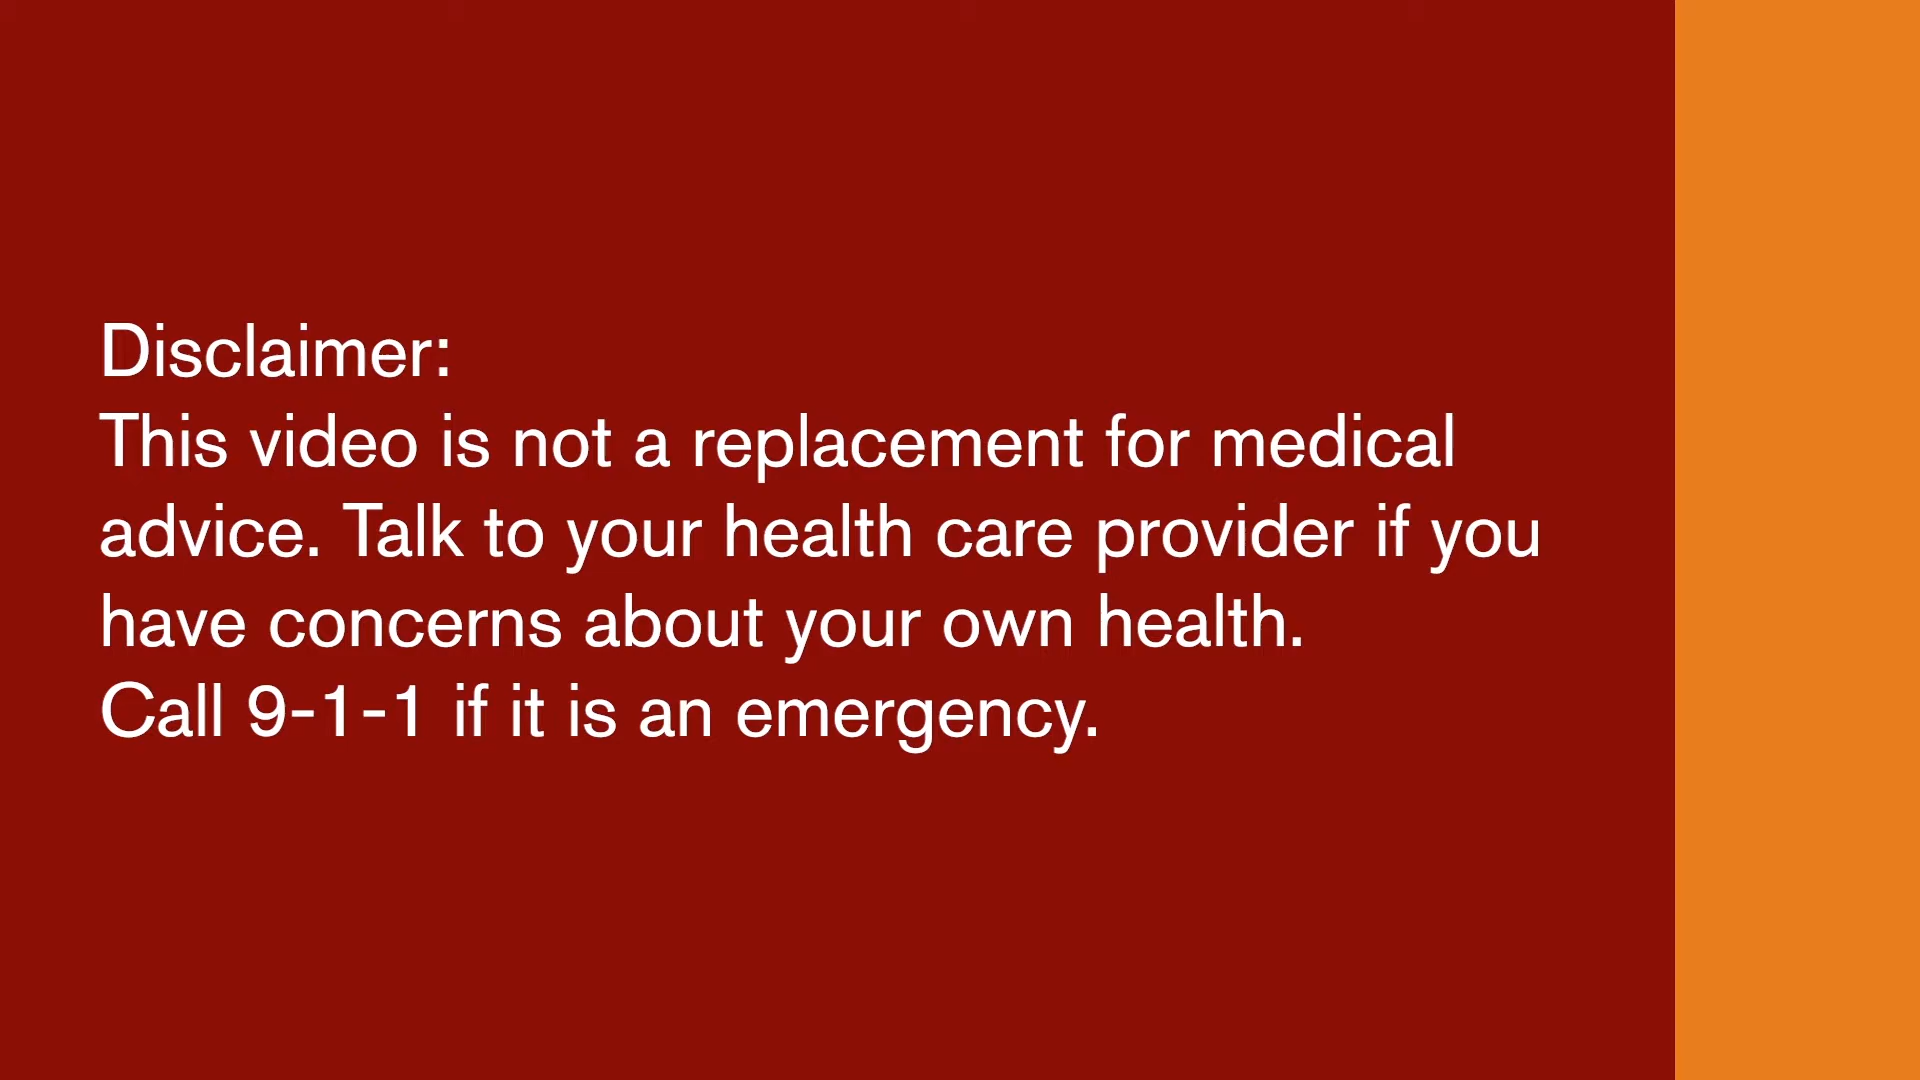 Disclaimer:
This video is not a replacement for medical
advice. Talk to your health care provider if you
have concerns about your own health.
Call 9-1-1 if it is an emergency.